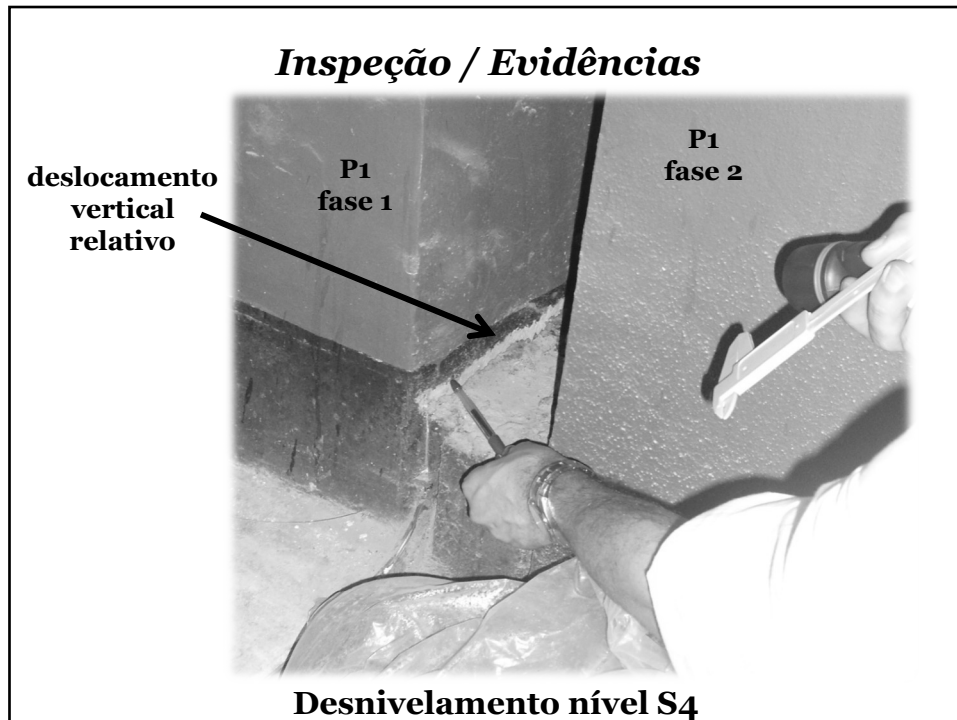 Inspeção / Evidências
deslocamento
vertical
relativo
P1
fase 1
P1
fase 2
Desnivelamento nível S4